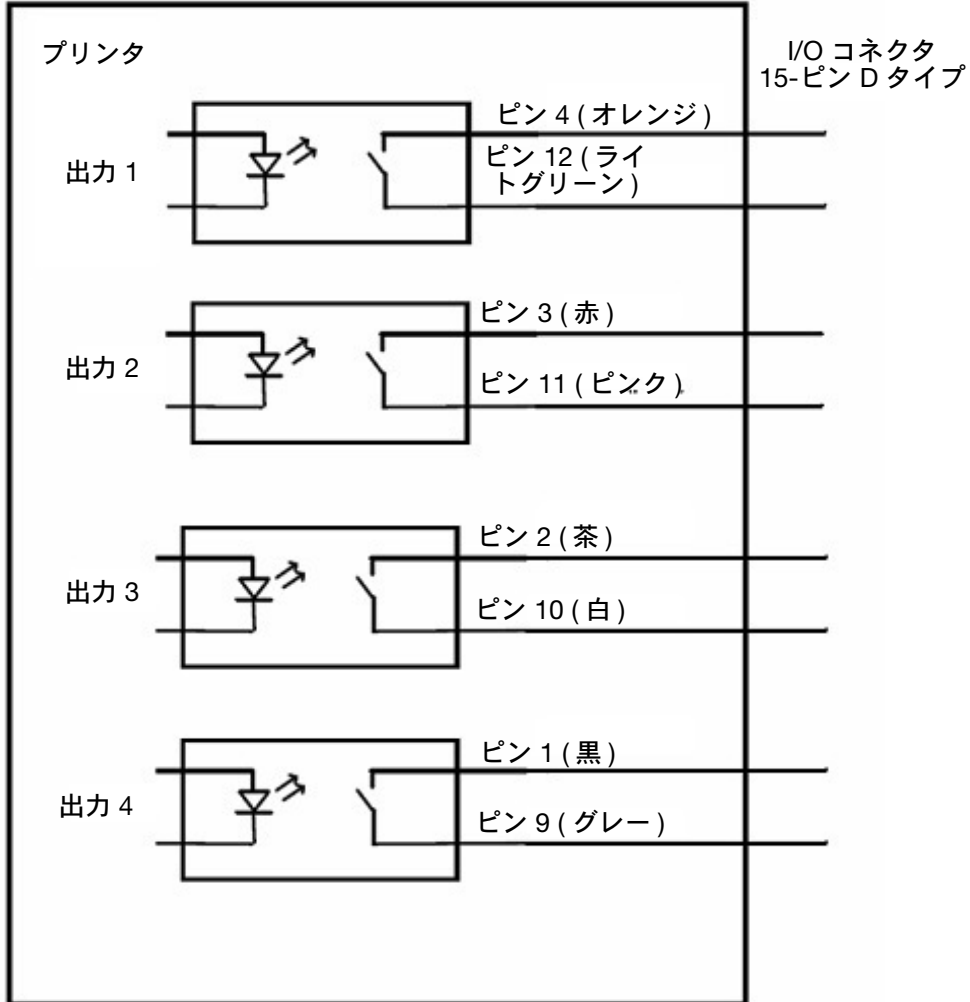 プリンタ
I/O コネクタ
15-ピン D タイプ
出力 1
ピン 4 ( オレンジ )
ピン 12 ( ライ
トグリーン )
出力 2
ピン 3 ( 赤 )
ピン 11 ( ピンク )
出力 3
ピン 2 ( 茶 )
ピン 10 ( 白 )
出力 4
ピン 1 ( 黒 )
ピン 9 ( グレー )